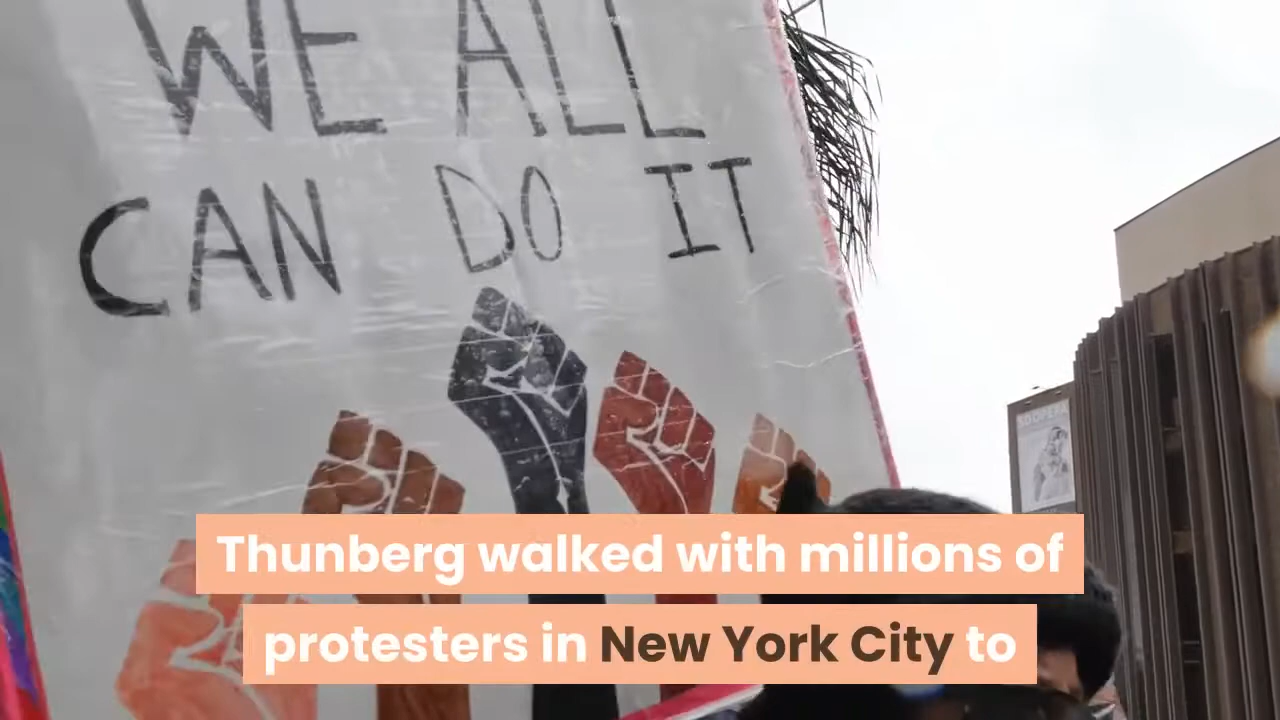 WE ALL
CAN DO IT
Thunberg walked with millions of
protesters in New York City to